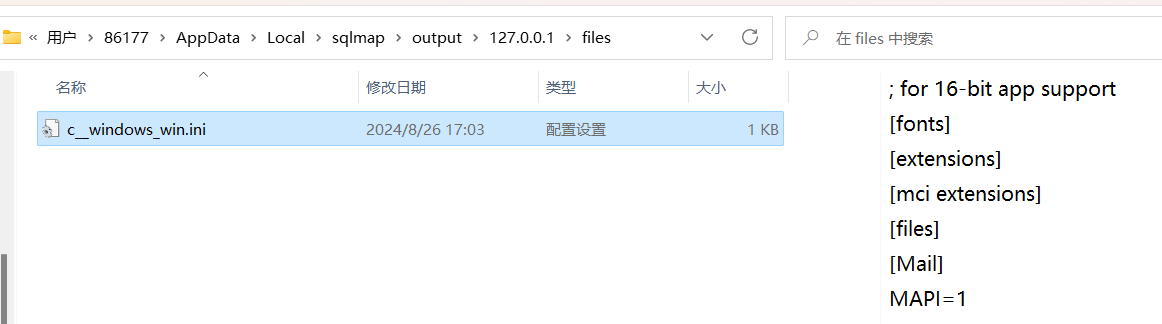 « 用户 > 86177 > AppData > Local > sqlmap > output > 127.0.0.1 > files
在 files 中搜索
名称 修改日期 类型 大小
c__windows_win.ini 2024/8/26 17:03 配置设置 1 KB
; for 16-bit app support
[fonts]
[extensions]
[mci extensions]
[files]
[Mail]
MAPI=1